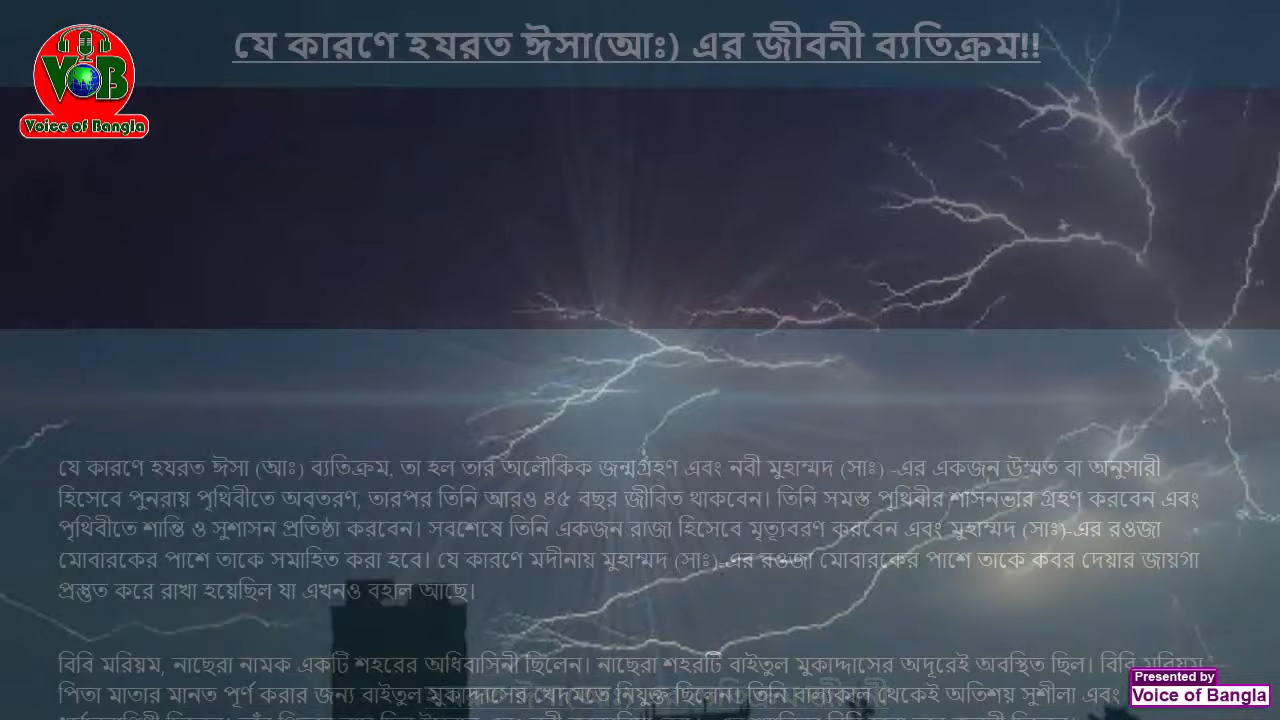 যে কারণে হযরত ঈসা(আঃ) এর জীবনী ব্যতিক্রম!!
VOB
Voice of Bangla
যে কারণে হযরত ঈসা (আঃ) ব্যতিক্রম, তা হল তার অলৌকিক জন্মগ্রহণ এবং নবী মুহাম্মদ (সাঃ) -এর একজন উম্মত বা অনুসারী
হিসেবে পুনরায় পৃথিবীতে অবতরণ, তারপর তিনি আরও ৪৫ বছর জীবিত থাকবেন। তিনি সমস্ত পৃথিবীর শাসনভার গ্রহণ করবেন এবং
পৃথিবীতে শান্তি ও সুশাসন প্রতিষ্ঠা করবেন। সবশেষে তিনি একজন রাজা হিসেবে মৃত্যুবরণ করবেন এবং মুহাম্মদ (সাঃ)-এর রওজা
মোবারকের পাশে তাকে সমাহিত করা হবে। যে কারণে মদীনায় মুহাম্মদ (সাঃ)-এর রওজা মোবারকের পাশে তাকে কবর দেয়ার জায়গা
প্রস্তুত করে রাখা হয়েছিল যা এখনও বহাল আছে।
বিবি মরিয়ম, নাছেরা নামক একটি শহরের অধিবাসিনী ছিলেন। নাছেরা শহরটি বাইতুল মুকাদ্দাসের অদূরেই অবস্থিত ছিল। বিবি মরিয়ম
পিতা মাতার মানত পূর্ণ করার জন্য বাইতুল মুকাদ্দাসের খেদমতে নিযুক্ত ছিলেন। তিনি বাল্যকাল থেকেই অতিশয় সুশীলা এবং
Presented by
Voice of Bangla